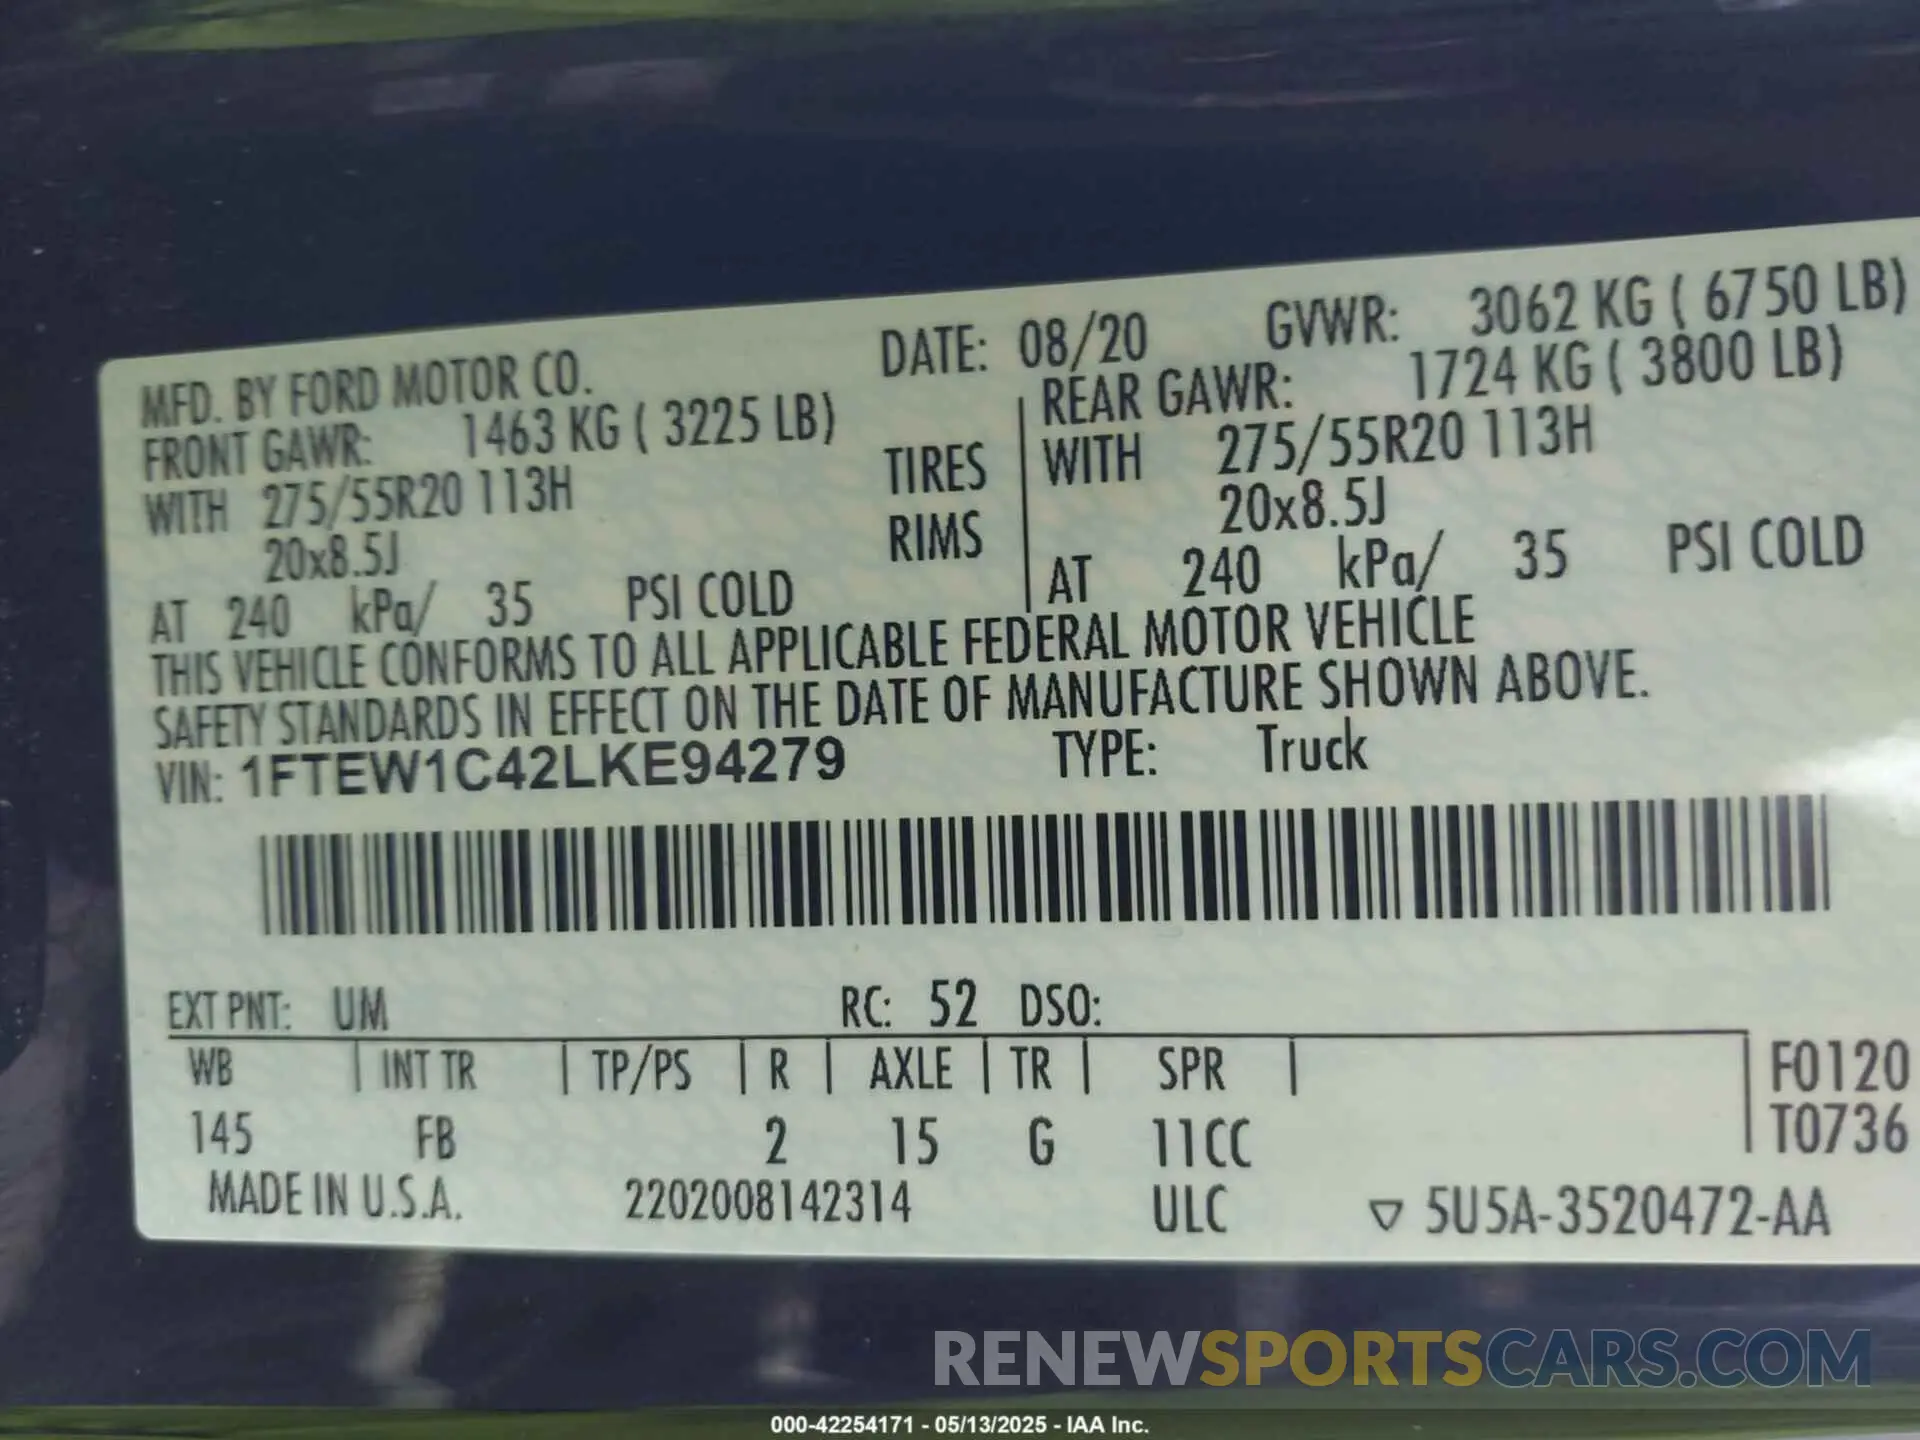 MFD. BY FORD MOTOR CO. DATE: 08/20 GVWR: 3062 KG ( 6750 LB)
FRONT GAWR: 1463 KG ( 3225 LB) REAR GAWR: 1724 KG ( 3800 LB)
WITH 275/55R20 113H TIRES WITH 275/55R20 113H
20x8.5J RIMS 20x8.5J
AT 240 kPa/ 35 PSI COLD AT 240 kPa/ 35 PSI COLD
THIS VEHICLE CONFORMS TO ALL APPLICABLE FEDERAL MOTOR VEHICLE
SAFETY STANDARDS IN EFFECT ON THE DATE OF MANUFACTURE SHOWN ABOVE.
VIN: 1FTEW1C42LKE94279 TYPE: Truck
EXT PNT: UM RC: 52 DSO:
WB | INT TR | TP/PS | R | AXLE | TR | SPR | F0120
145 FB 2 15 G 11CC T0736
MADE IN U.S.A. 2202008142314 ULC ▽ 5U5A-3520472-AA
RENEWSPORTSCARS.COM
000-42254171 - 05/13/2025 - IAA Inc.